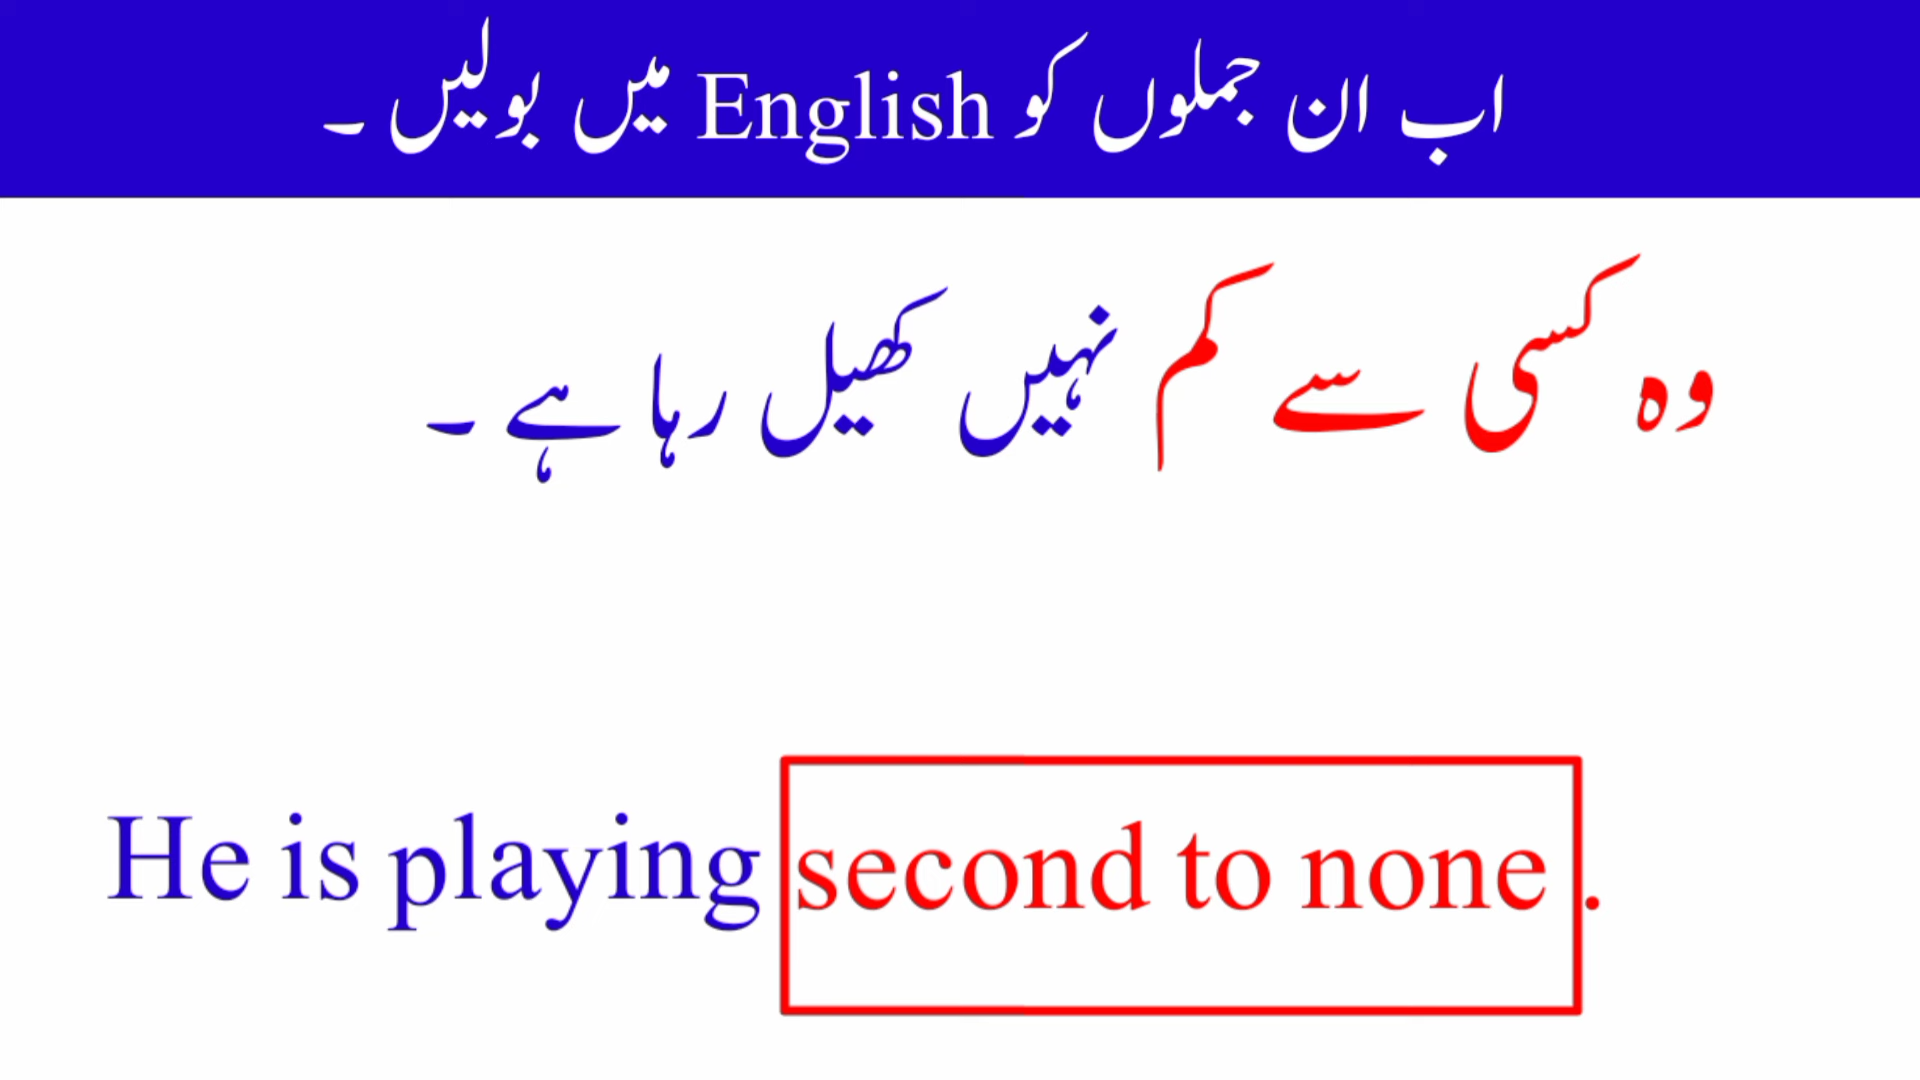 اب ان جملوں کو English میں بولیں ۔
وہ کسی سے کم نہیں کھیل رہا ہے ۔
He is playing second to none .